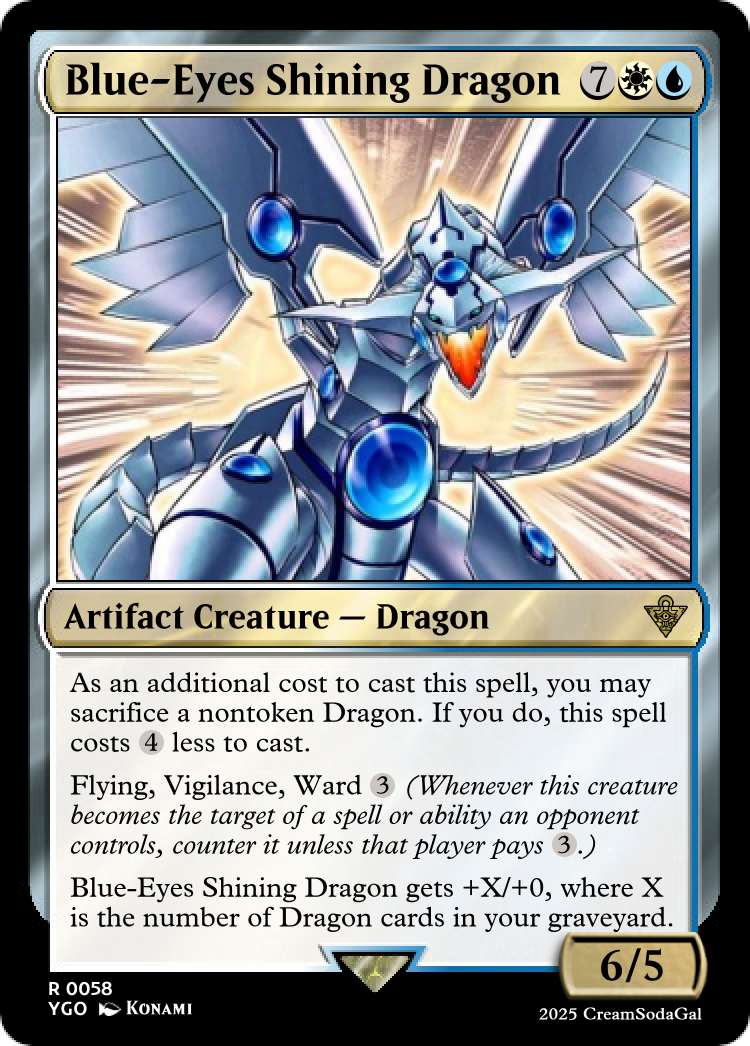 Blue-Eyes Shining Dragon 7
Artifact Creature — Dragon
As an additional cost to cast this spell, you may
sacrifice a nontoken Dragon. If you do, this spell
costs 4 less to cast.
Flying, Vigilance, Ward 3 (Whenever this creature
becomes the target of a spell or ability an opponent
controls, counter it unless that player pays 3.)
Blue-Eyes Shining Dragon gets +X/+0, where X
is the number of Dragon cards in your graveyard.
6/5
R 0058
YGO KONAMI
2025 CreamSodaGal